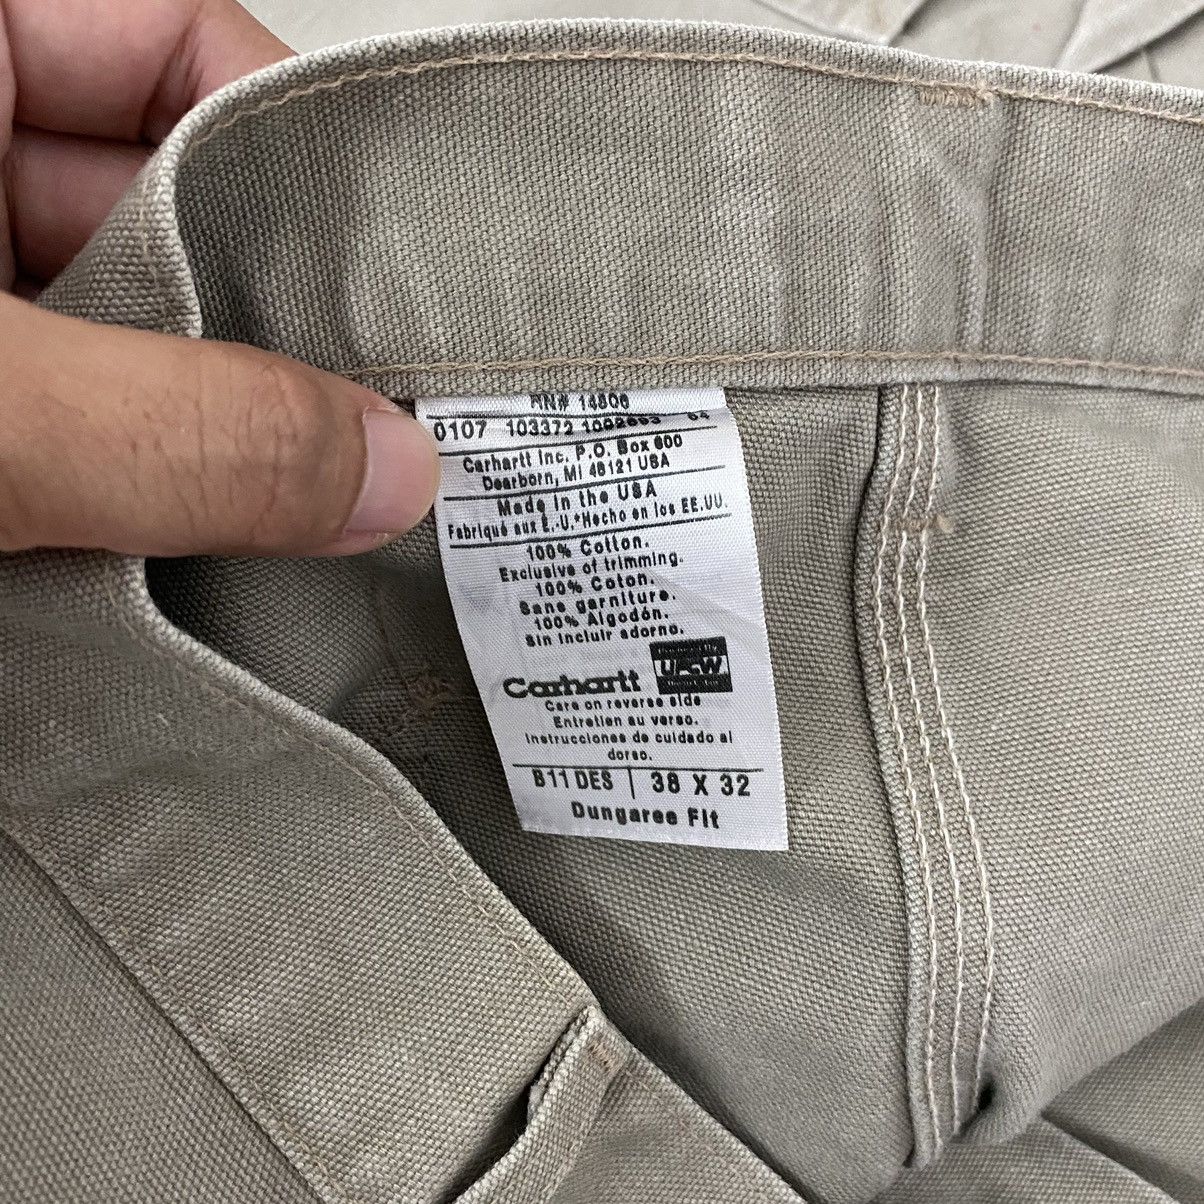 RN# 14806
0107 103372 1002693 64
Carhartt Inc. P.O. Box 600
Dearborn, MI 48121 USA
Made in the USA
Fabriqué aux E.-U.*Hecho en los EE.UU.
100% Cotton.
Exclusive of trimming.
100% Coton.
Sans garniture.
100% Algodón.
Sin incluir adorno.
Carhartt
UFCW
Care on reverse side
Entretien au verso.
Instrucciones de cuidado al
dorso.
B11 DES | 38 X 32
Dungaree Fit